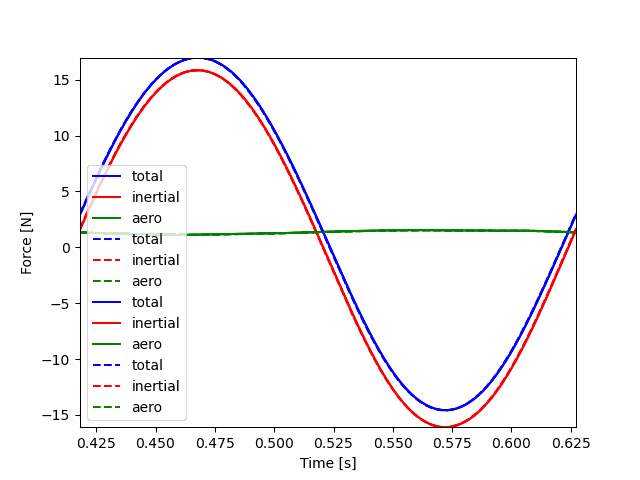 15
10
5
0
−5
−10
−15
Force [N]
total
inertial
aero
total
inertial
aero
total
inertial
aero
total
inertial
aero
0.425 0.450 0.475 0.500 0.525 0.550 0.575 0.600 0.625
Time [s]